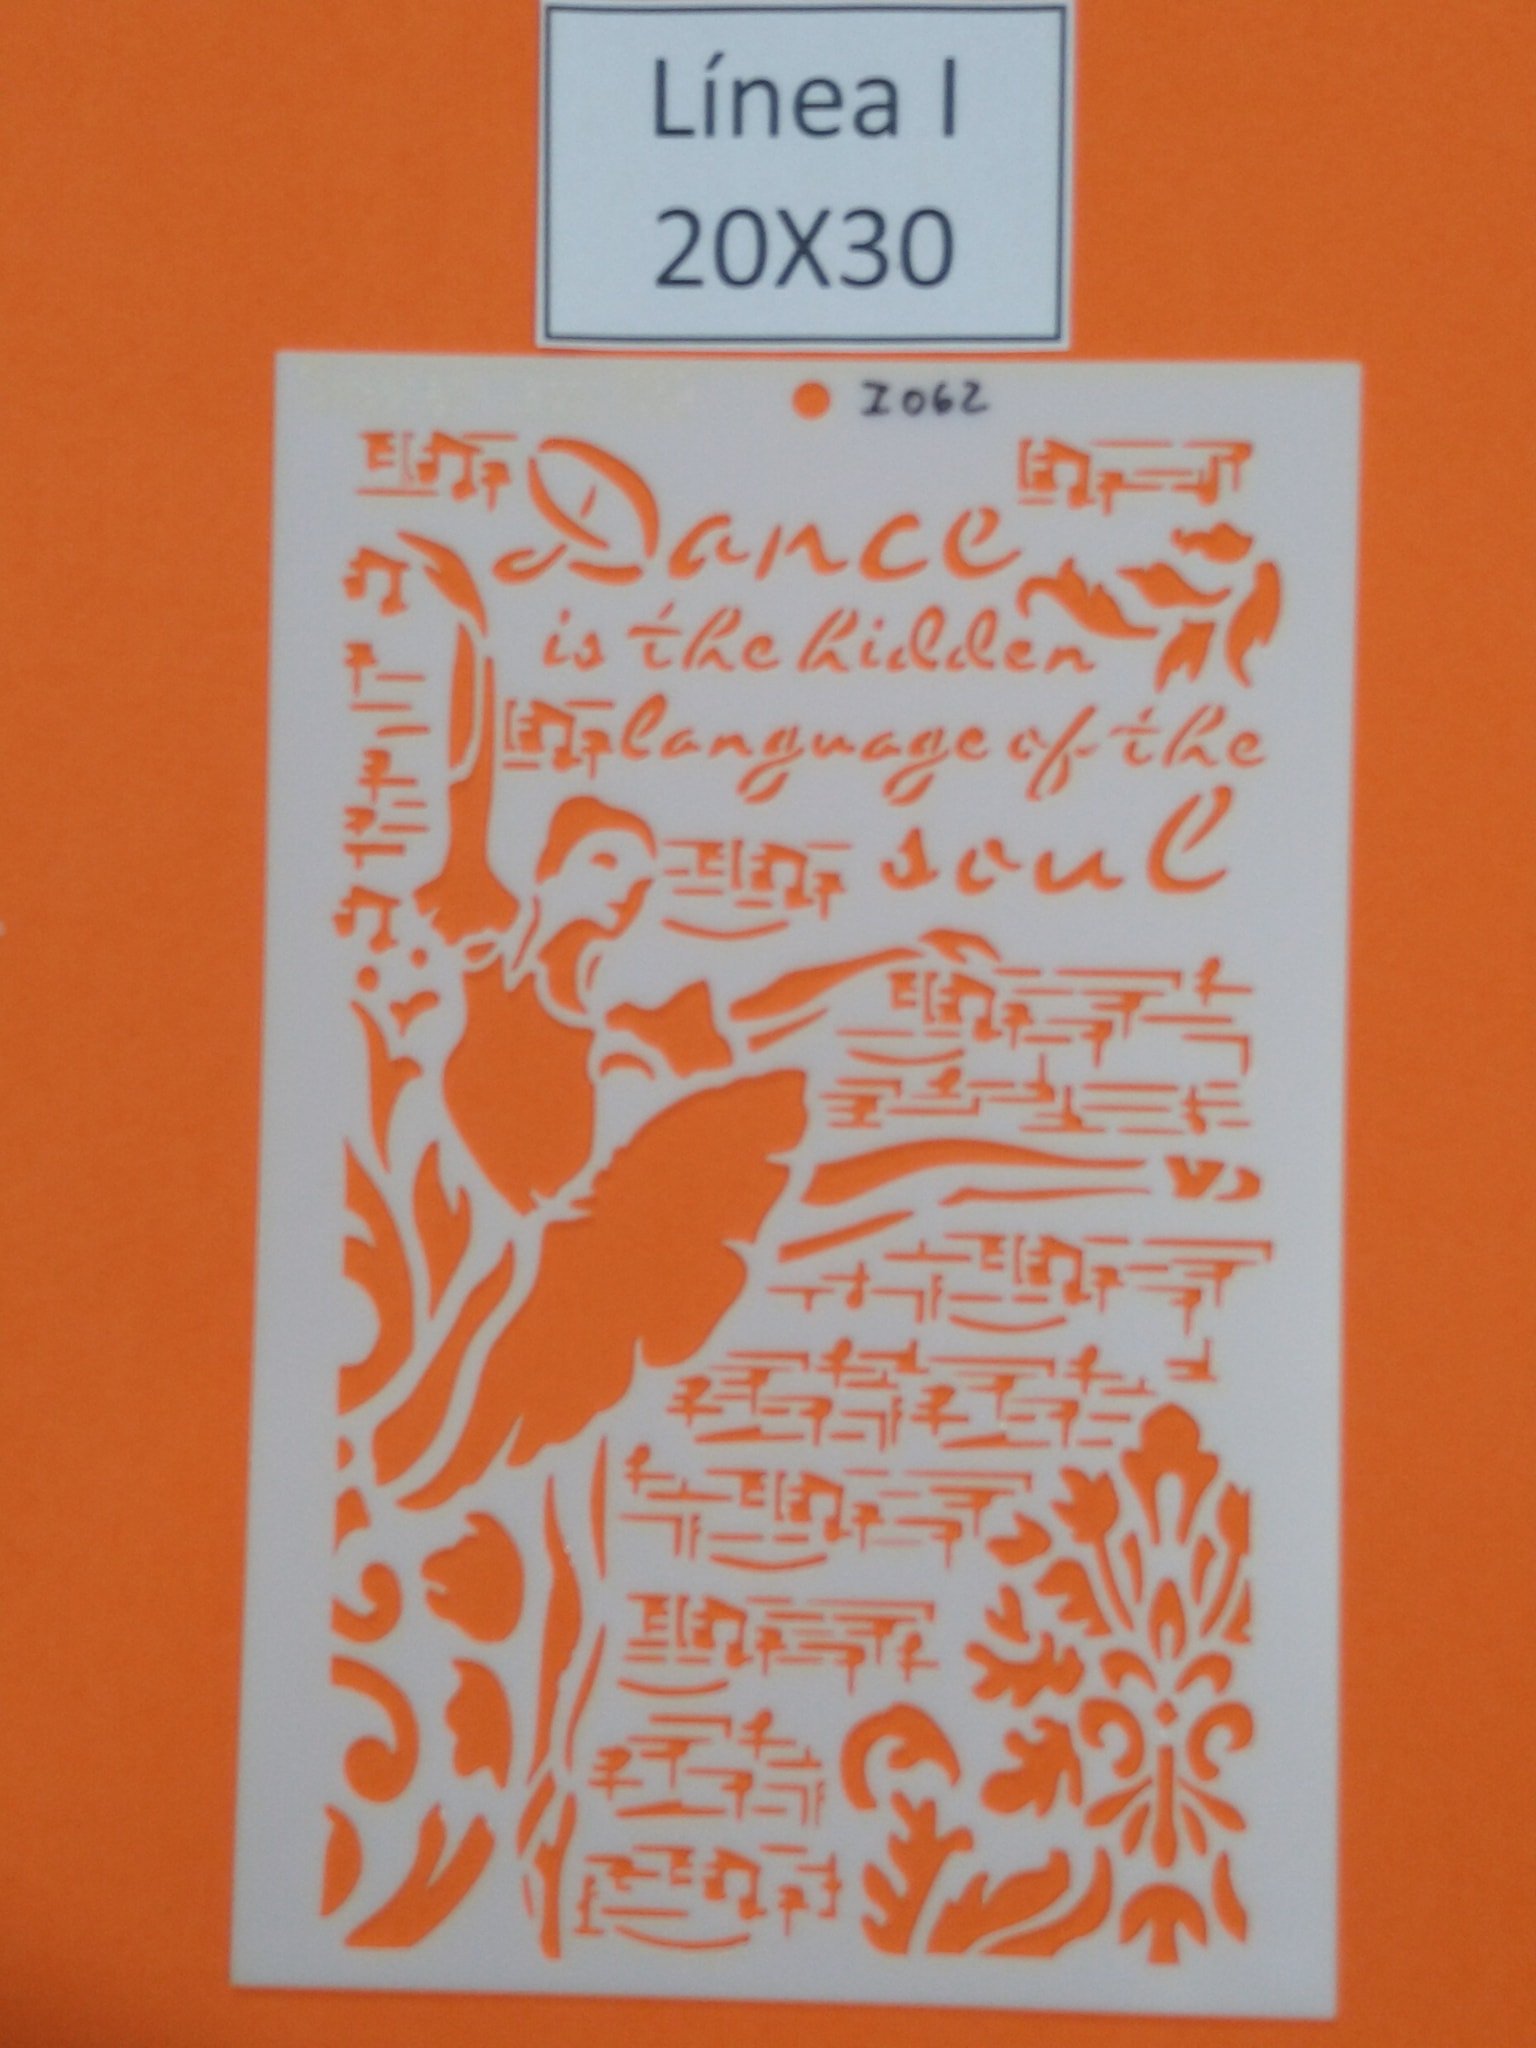 Línea I
20X30
I062
Dance
is the hidden
language of the
soul